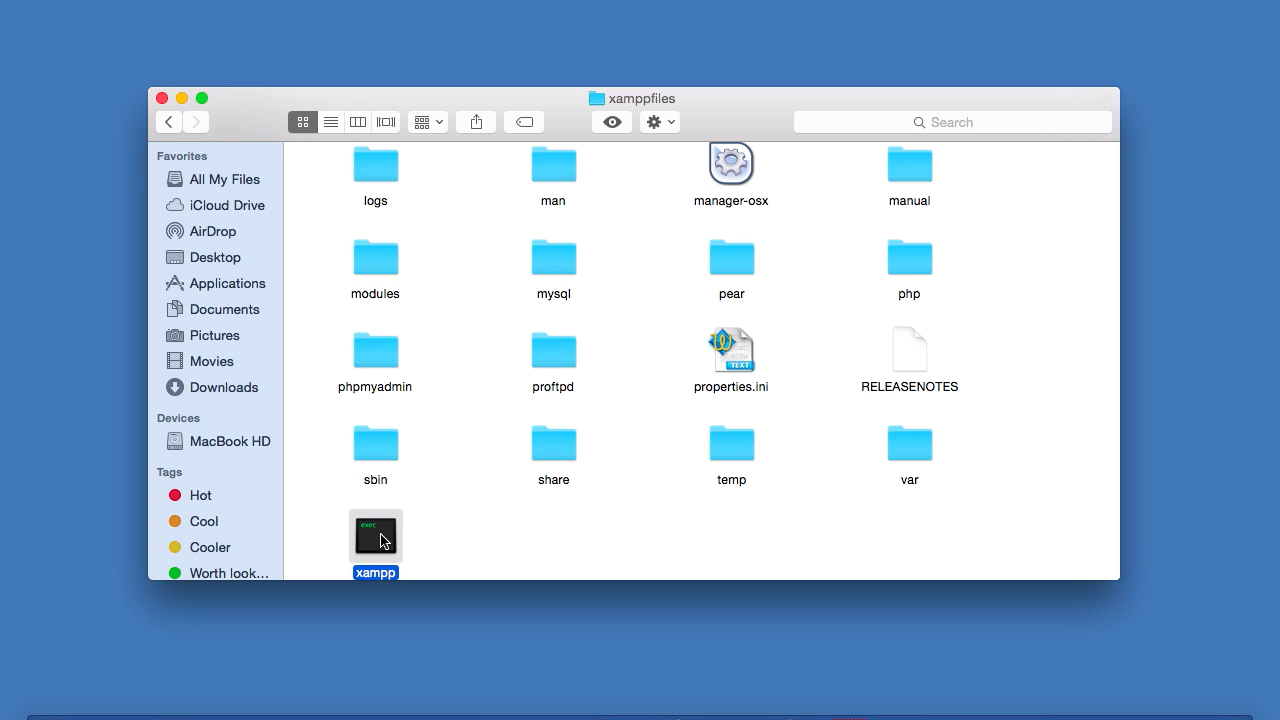 xamppfiles
Search
Favorites
All My Files
iCloud Drive
AirDrop
Desktop
Applications
Documents
Pictures
Movies
Downloads
Devices
MacBook HD
Tags
Hot
Cool
Cooler
Worth look...
logs
man
manager-osx
manual
modules
mysql
pear
php
phpmyadmin
proftpd
TEXT
properties.ini
RELEASENOTES
sbin
share
temp
var
exec
xampp